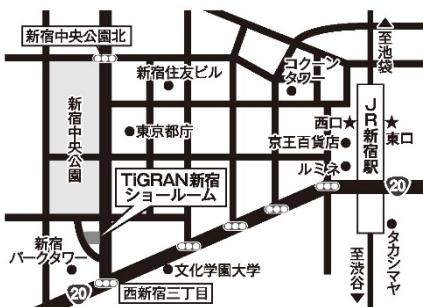 新宿中央公園北
至池袋
新宿住友ビル
コクーン
タワー
新宿中央公園
東京都庁
西口
東口
京王百貨店
ルミネ
JR新宿駅
TiGRAN新宿
ショールーム
20
新宿
パークタワー
文化学園大学
タカシマヤ
至渋谷
20
西新宿三丁目